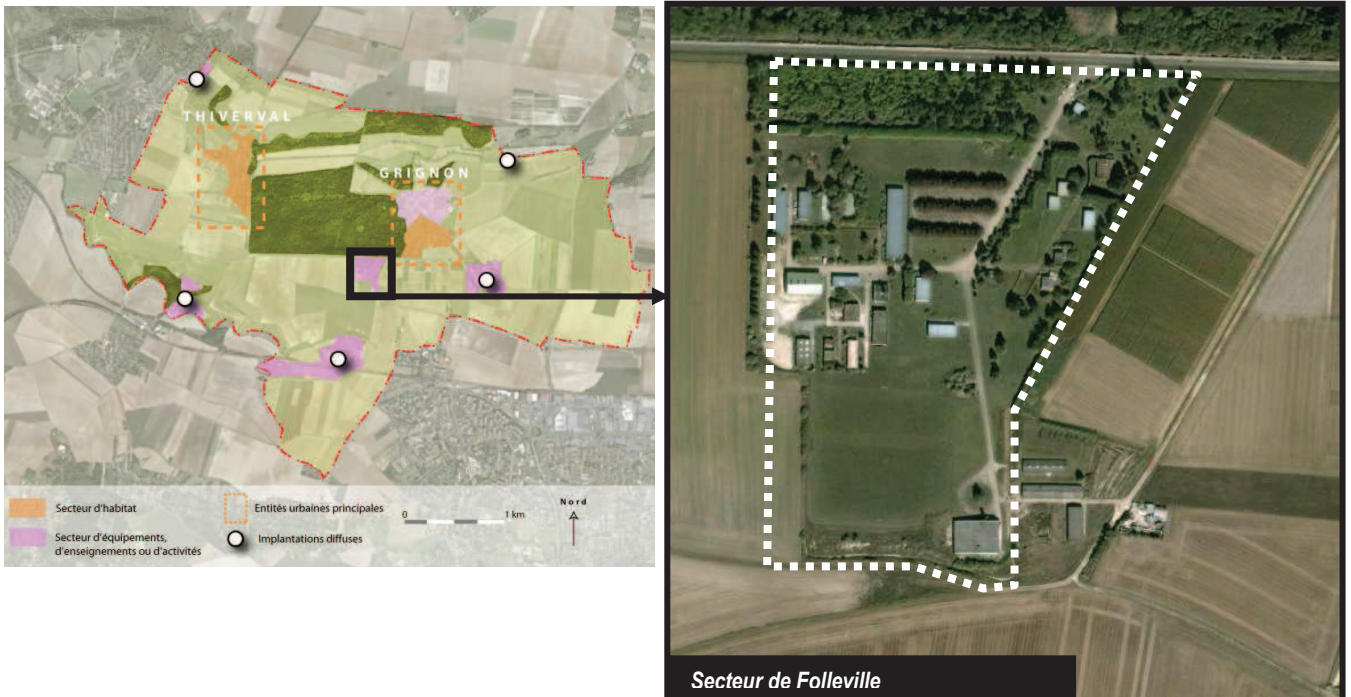 THIVERVAL
GRIGNON
Secteur d'habitat
Secteur d'équipements,
d'enseignements ou d'activités
Entités urbaines principales
Implantations diffuses
0 1 km
Nord
Secteur de Folleville